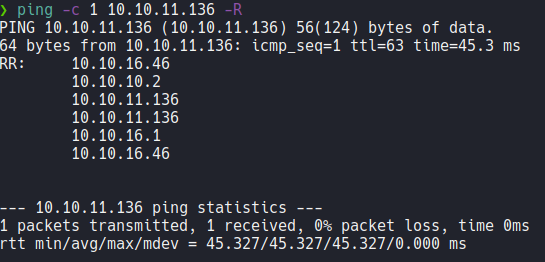 ❯ ping -c 1 10.10.11.136 -R
PING 10.10.11.136 (10.10.11.136) 56(124) bytes of data.
64 bytes from 10.10.11.136: icmp_seq=1 ttl=63 time=45.3 ms
RR:     10.10.16.46
        10.10.10.2
        10.10.11.136
        10.10.11.136
        10.10.16.1
        10.10.16.46
--- 10.10.11.136 ping statistics ---
1 packets transmitted, 1 received, 0% packet loss, time 0ms
rtt min/avg/max/mdev = 45.327/45.327/45.327/0.000 ms